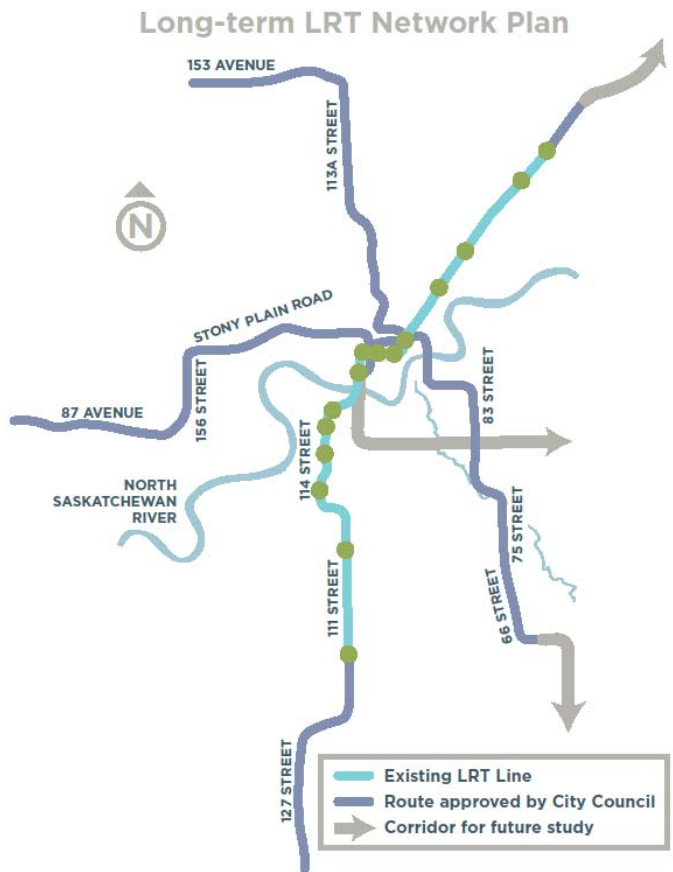 Long-term LRT Network Plan
153 AVENUE
113A STREET
N
STONY PLAIN ROAD
156 STREET
87 AVENUE
83 STREET
114 STREET
NORTH
SASKATCHEWAN
RIVER
75 STREET
111 STREET
66 STREET
127 STREET
Existing LRT Line
Route approved by City Council
Corridor for future study